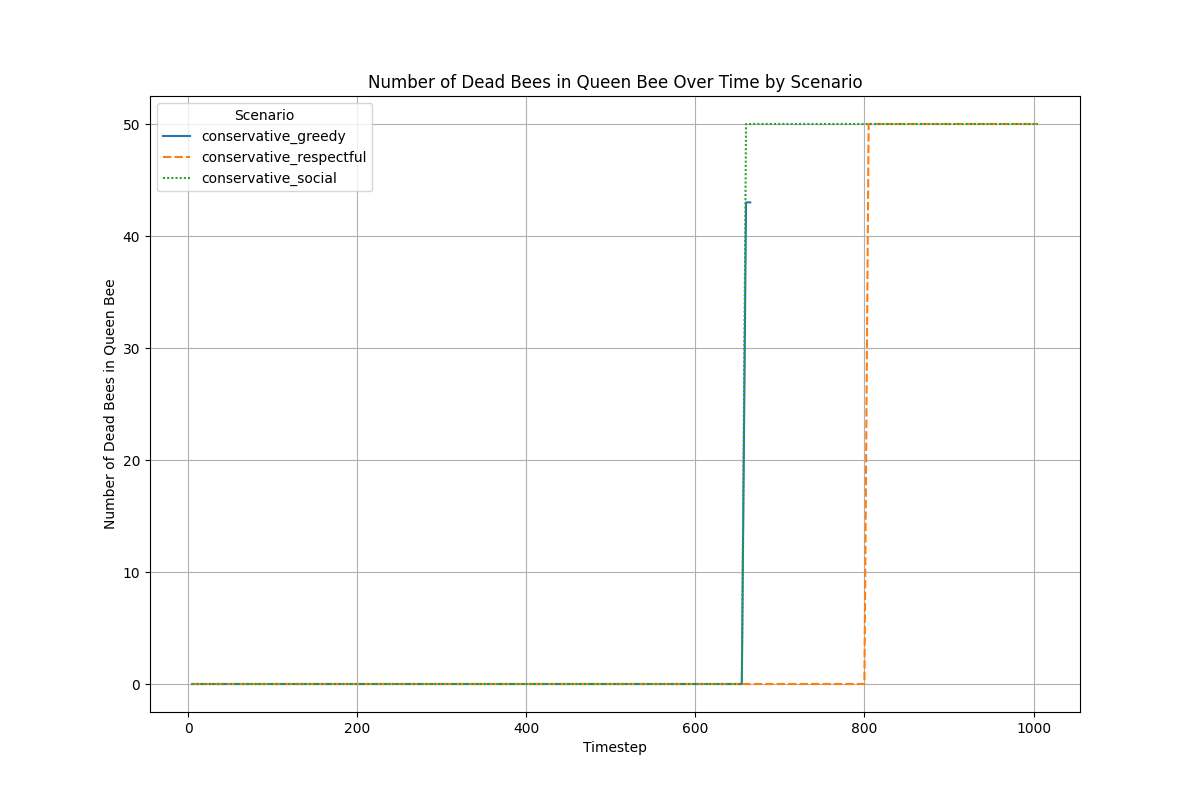 Number of Dead Bees in Queen Bee Over Time by Scenario
Scenario
conservative_greedy
conservative_respectful
conservative_social
50
40
30
20
10
0
Number of Dead Bees in Queen Bee
0 200 400 600 800 1000
Timestep